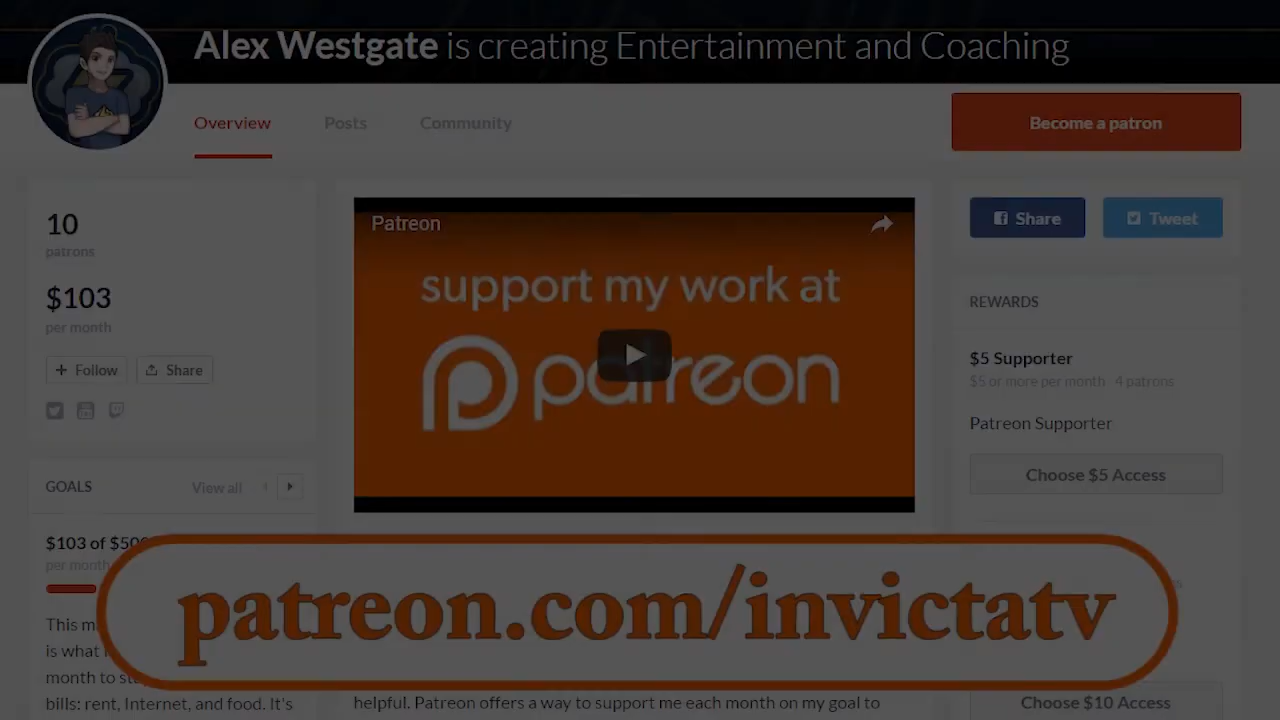 Alex Westgate is creating Entertainment and Coaching
Overview
Posts
Community
Become a patron
10
patrons
$103
per month
Follow
Share
Patreon
support my work at
patreon
Share
Tweet
REWARDS
$5 Supporter
$5 or more per month · 4 patrons
Patreon Supporter
Choose $5 Access
GOALS
View all
$103 of $500
per month
patreon.com/invictatv
This
is what
month to
bills: rent, Internet, and food. It's
helpful. Patreon offers a way to support me each month on my goal to
Choose $10 Access